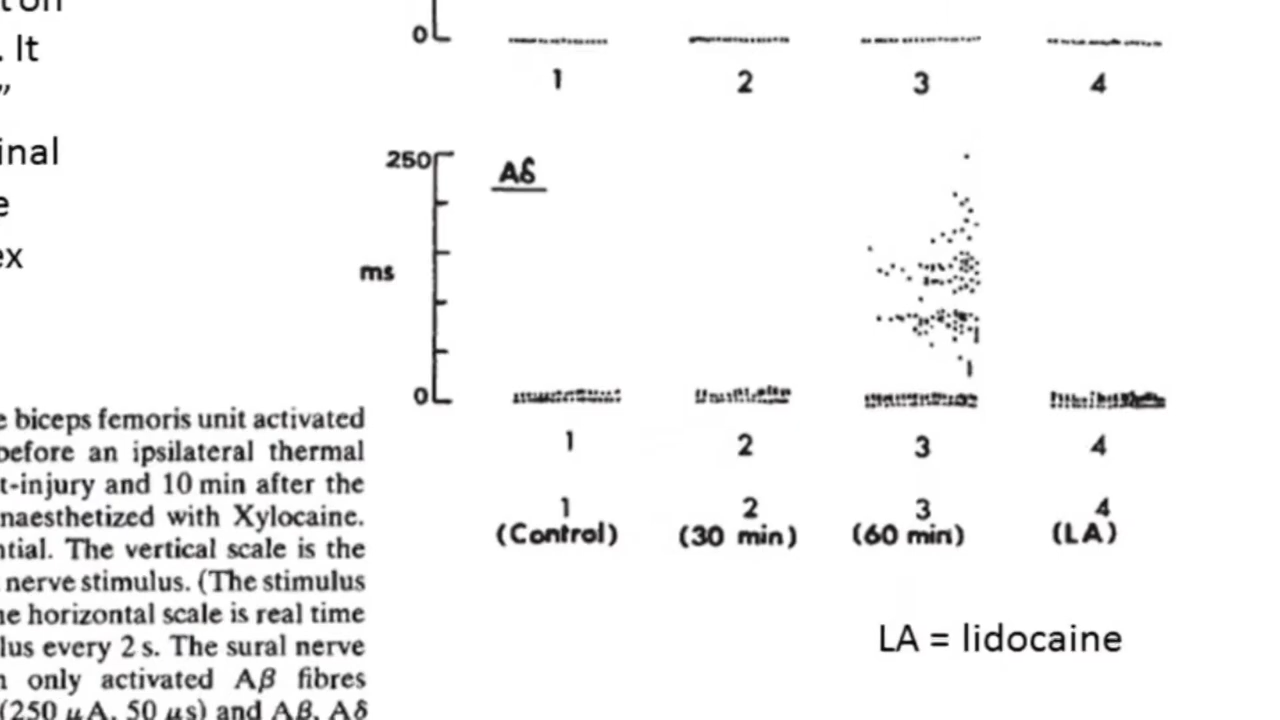 . It
”
inal
e
ex
0
1 2 3 4
250
Aδ
ms
0
1 2 3 4
1 2 3 4
(Control) (30 min) (60 min) (LA)
LA = lidocaine
e biceps femoris unit activated
before an ipsilateral thermal
t-injury and 10 min after the
naesthetized with Xylocaine.
ntial. The vertical scale is the
nerve stimulus. (The stimulus
ne horizontal scale is real time
lus every 2 s. The sural nerve
only activated Aβ fibres
(250 μA, 50 μs) and Aβ, Aδ